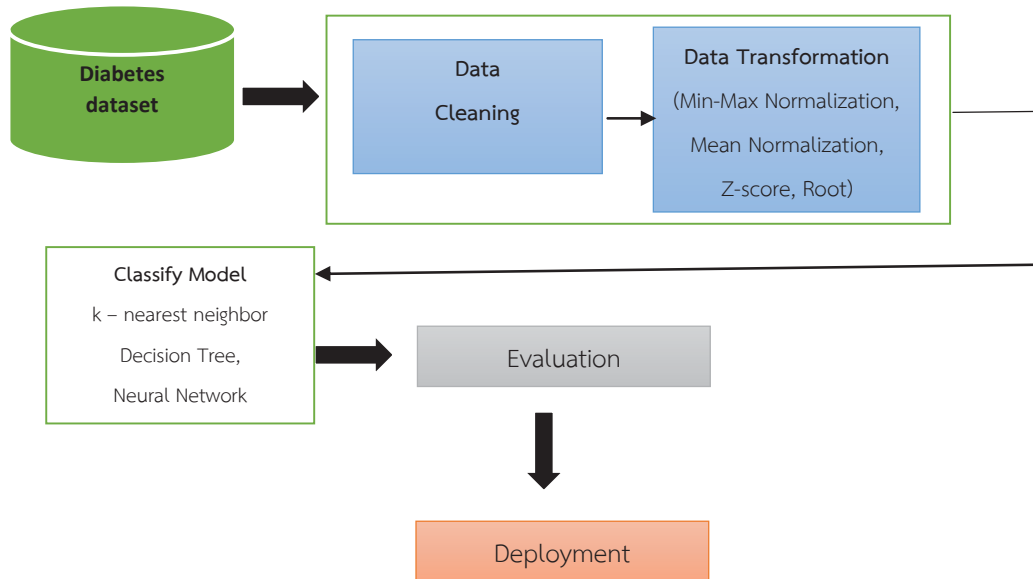 Diabetes
dataset
Data
Cleaning
Data Transformation
(Min-Max Normalization,
Mean Normalization,
Z-score, Root)
Classify Model
k – nearest neighbor
Decision Tree,
Neural Network
Evaluation
Deployment